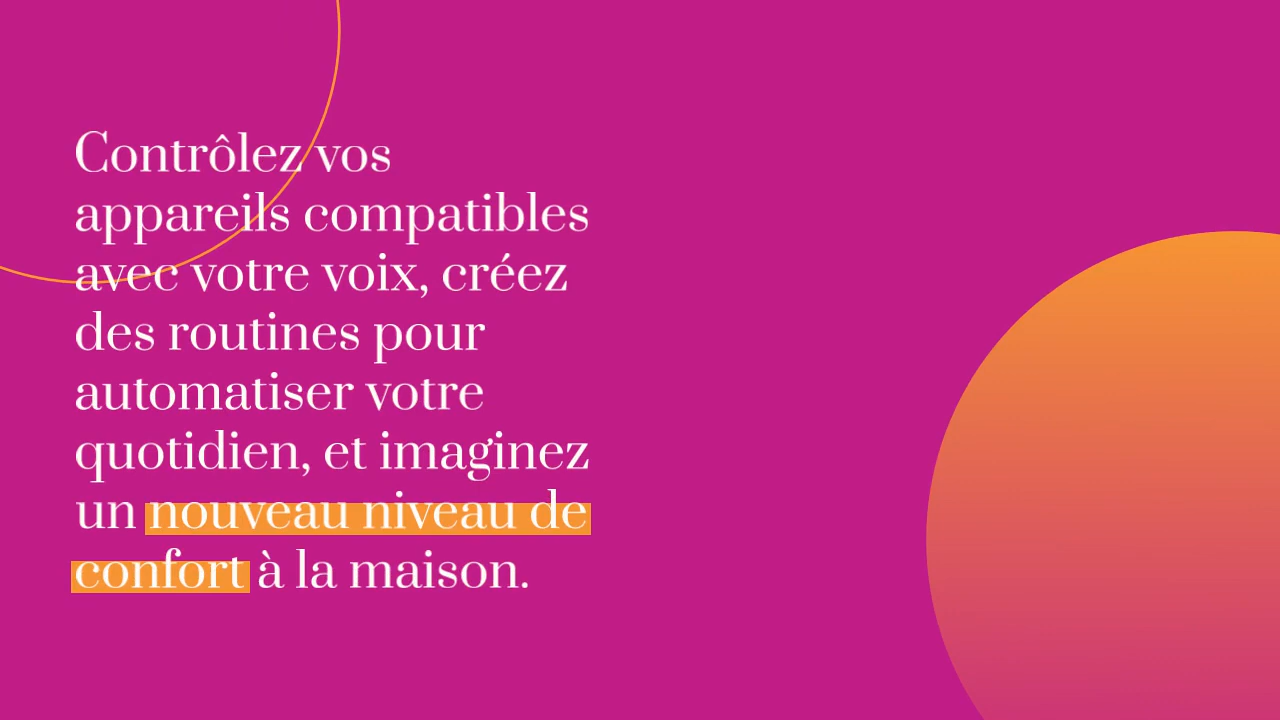 Contrôlez vos
appareils compatibles
avec votre voix, créez
des routines pour
automatiser votre
quotidien, et imaginez
un nouveau niveau de
confort à la maison.